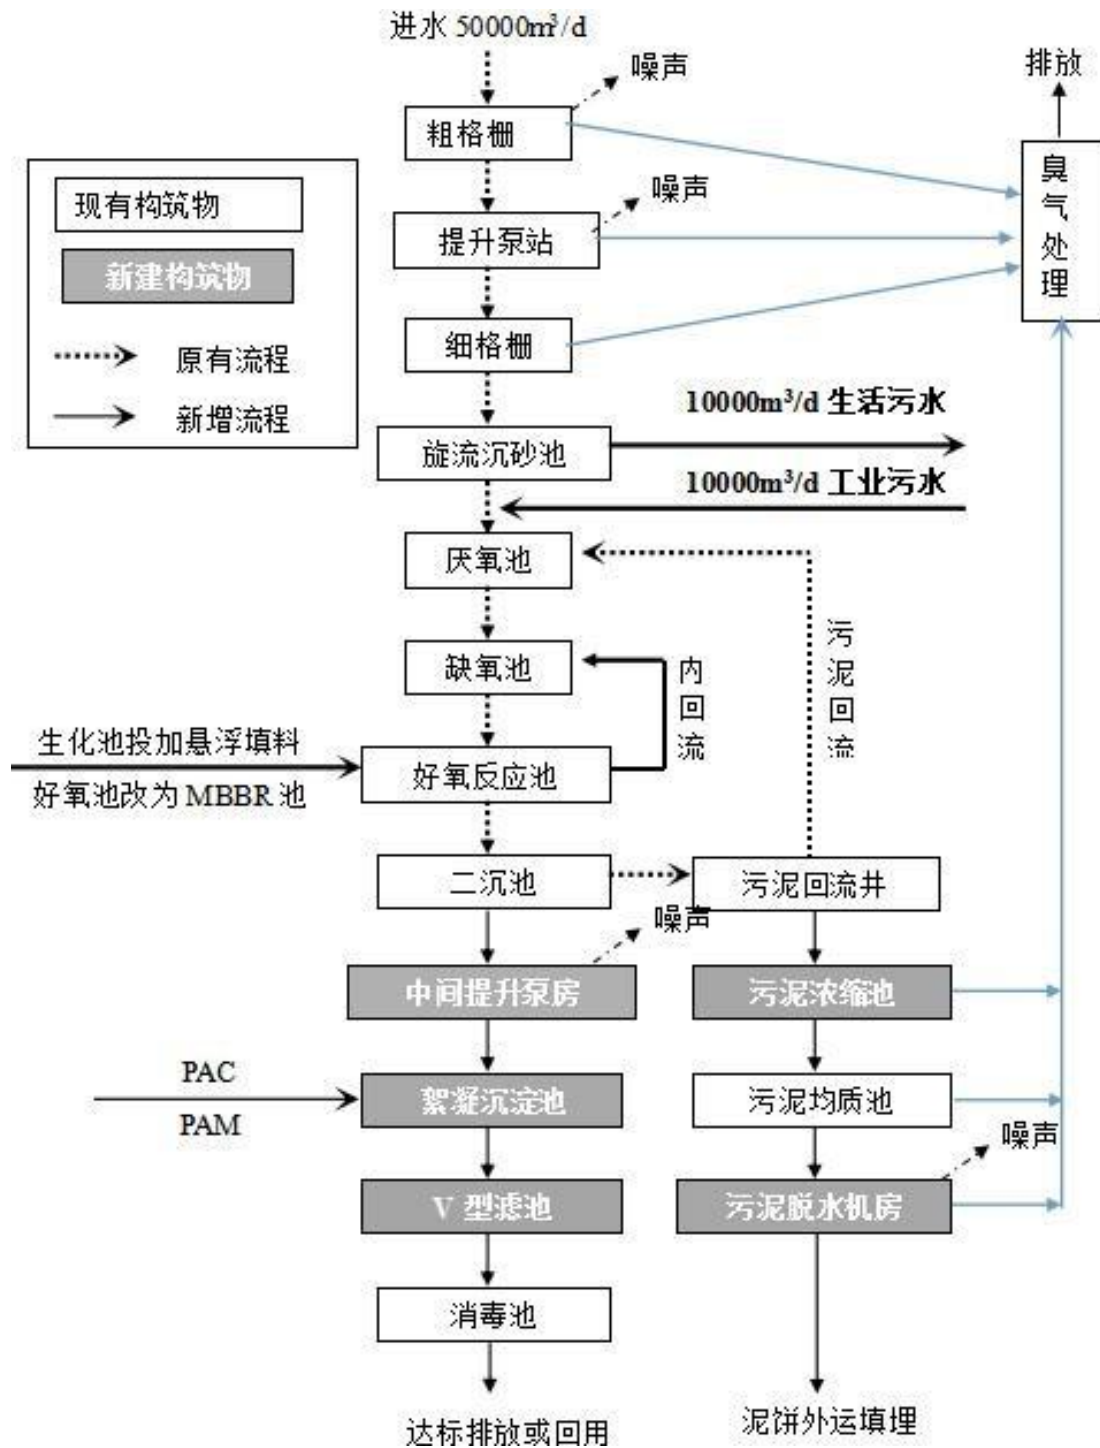 进水 50000m³/d
噪声
排放
粗格栅
臭气处理
现有构筑物
噪声
提升泵站
新建构筑物
细格栅
原有流程
新增流程
10000m³/d 生活污水
旋流沉砂池
10000m³/d 工业污水
厌氧池
污泥回流
缺氧池
内回流
生化池投加悬浮填料
好氧池改为 MBBR 池
好氧反应池
二沉池
污泥回流井
噪声
中间提升泵房
污泥浓缩池
PAC
PAM
絮凝沉淀池
污泥均质池
噪声
V 型滤池
污泥脱水机房
消毒池
达标排放或回用
泥饼外运填埋